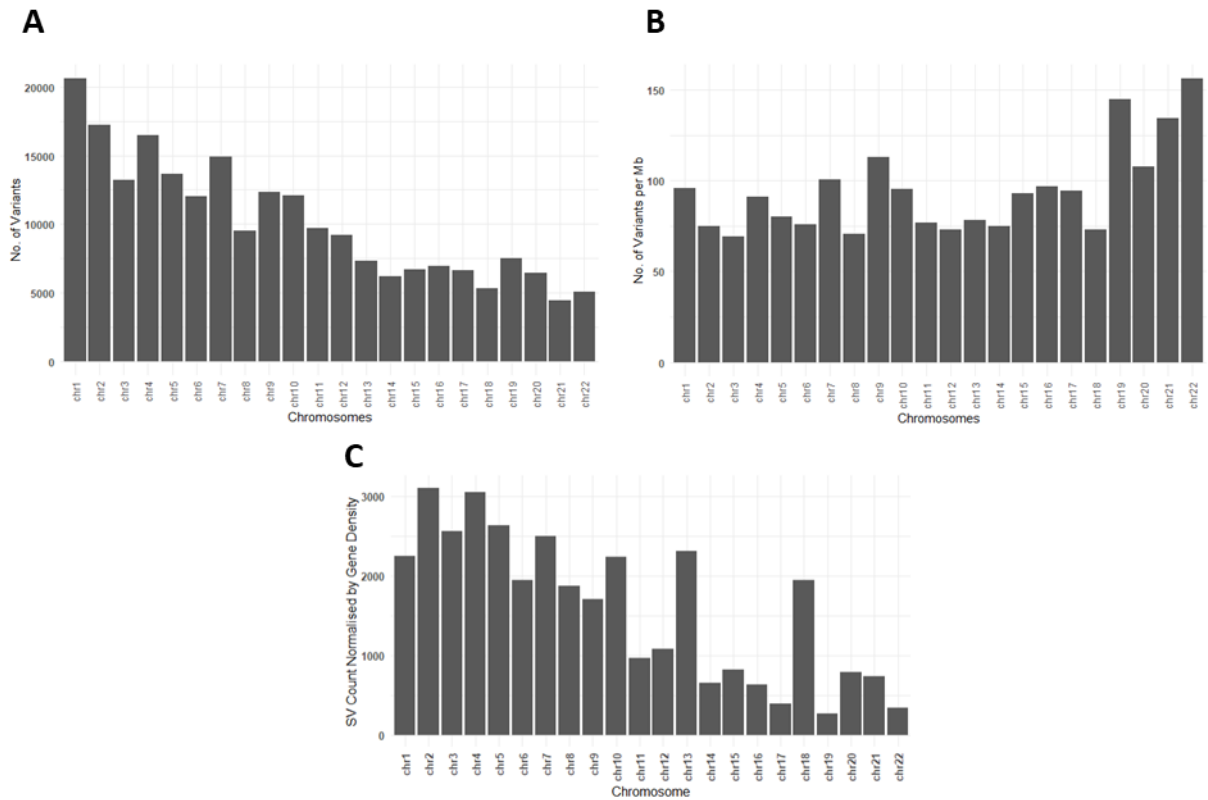 A
No. of Variants
20000
15000
10000
5000
0
chr1 chr2 chr3 chr4 chr5 chr6 chr7 chr8 chr9 chr10 chr11 chr12 chr13 chr14 chr15 chr16 chr17 chr18 chr19 chr20 chr21 chr22
Chromosomes
B
No. of Variants per Mb
150
100
50
0
chr1 chr2 chr3 chr4 chr5 chr6 chr7 chr8 chr9 chr10 chr11 chr12 chr13 chr14 chr15 chr16 chr17 chr18 chr19 chr20 chr21 chr22
Chromosomes
C
SV Count Normalised by Gene Density
3000
2000
1000
0
chr1 chr2 chr3 chr4 chr5 chr6 chr7 chr8 chr9 chr10 chr11 chr12 chr13 chr14 chr15 chr16 chr17 chr18 chr19 chr20 chr21 chr22
Chromosome